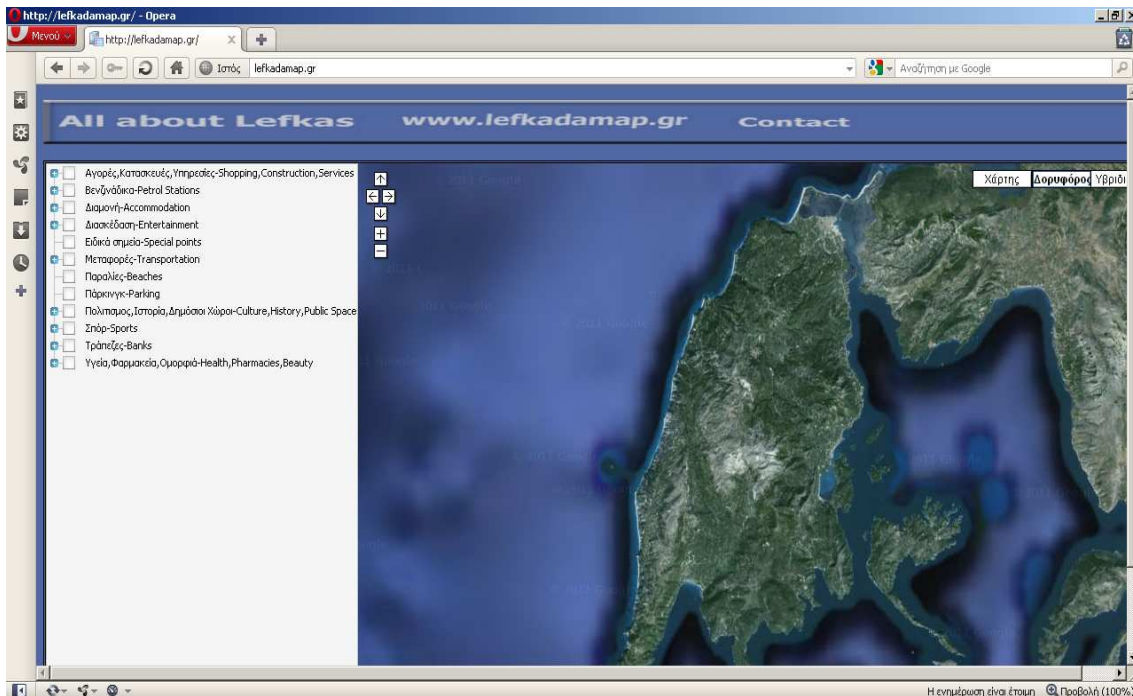 http://lefkadamap.gr/ - Opera
Μενού
http://lefkadamap.gr/
Ιστός lefkadamap.gr
Αναζήτηση με Google
All about Lefkas www.lefkadamap.gr Contact
Αγορές,Κατασκευές,Υπηρεσίες-Shopping,Construction,Services
Βενζινάδικα-Petrol Stations
Διαμονή-Accommodation
Διασκέδαση-Entertainment
Ειδικά σημεία-Special points
Μεταφορές-Transportation
Παραλίες-Beaches
Πάρκινγκ-Parking
Πολιτισμος,Ιστορία,Δημόσιοι Χώροι-Culture,History,Public Space
Σπόρ-Sports
Τράπεζες-Banks
Υγεία,Φαρμακεία,Ομορφιά-Health,Pharmacies,Beauty
Χάρτης Δορυφόρος Υβριδι
© 2011 Google
Η ενημέρωση είναι έτοιμη Προβολή (100%)